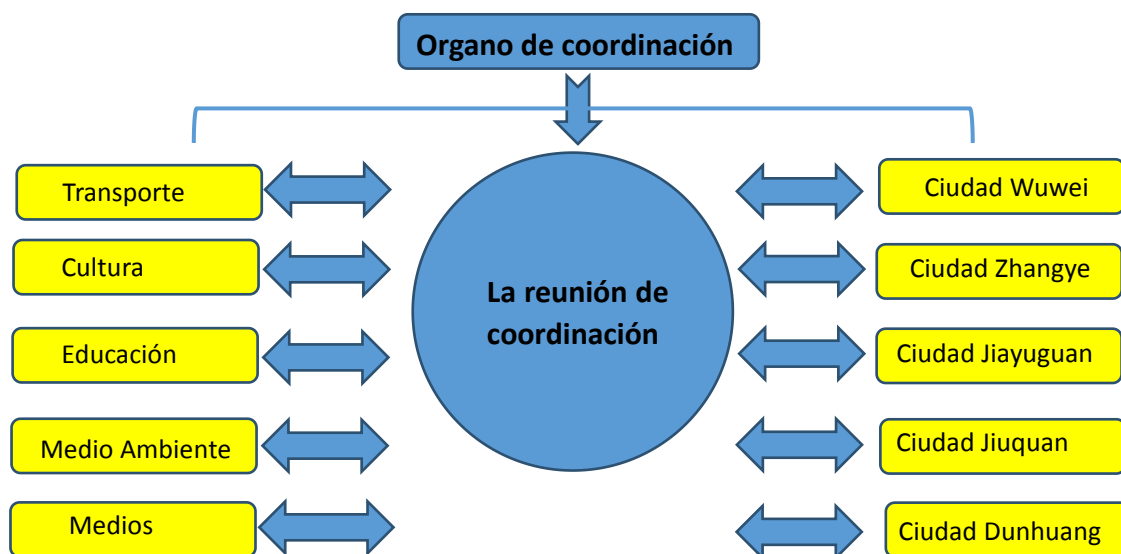 Organo de coordinación
Transporte
Cultura
Educación
Medio Ambiente
Medios
La reunión de
coordinación
Ciudad Wuwei
Ciudad Zhangye
Ciudad Jiayuguan
Ciudad Jiuquan
Ciudad Dunhuang